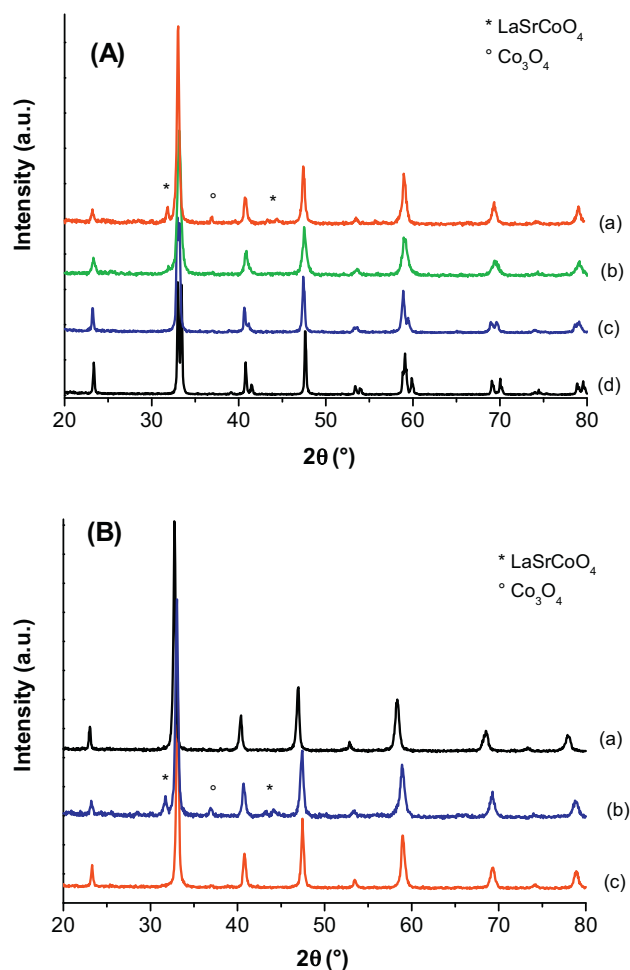 (A)
* LaSrCoO₄
° Co₃O₄
Intensity (a.u.)
*
°
*
(a)
(b)
(c)
(d)
20 30 40 50 60 70 80
2θ (°)
(B)
* LaSrCoO₄
° Co₃O₄
Intensity (a.u.)
*
°
*
(a)
(b)
(c)
20 30 40 50 60 70 80
2θ (°)